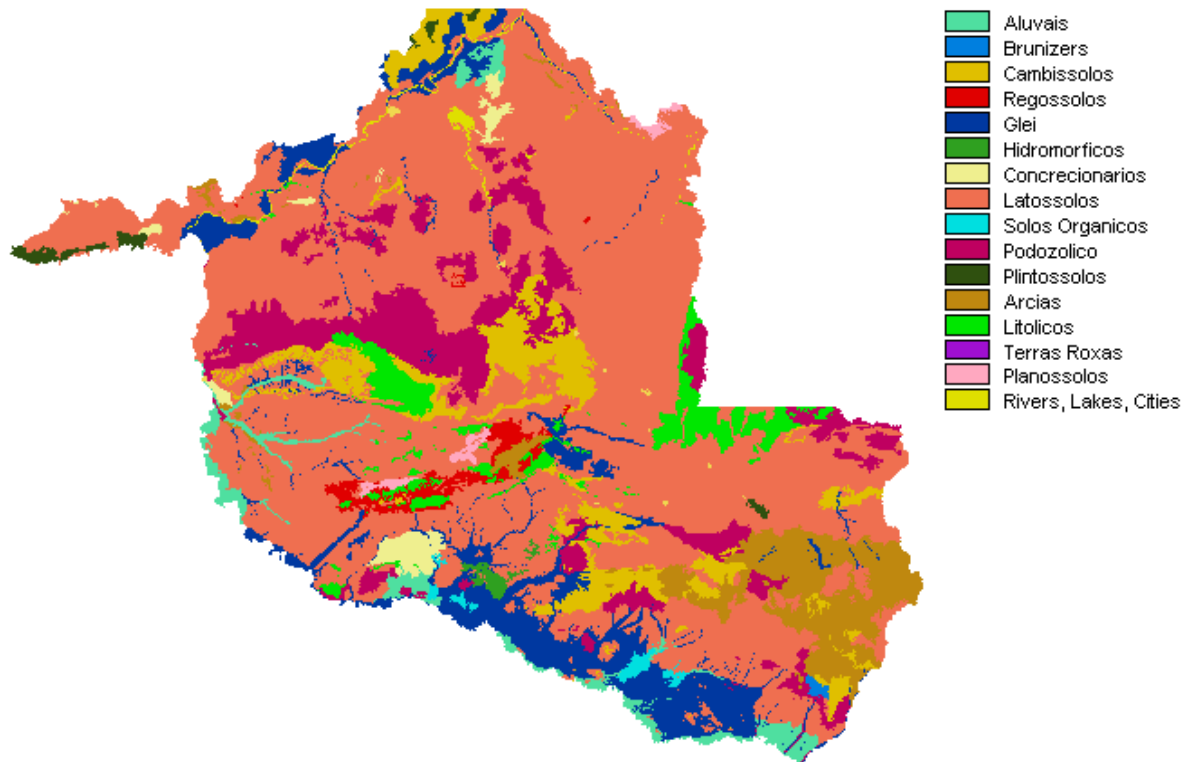 Aluvais
Brunizers
Cambissolos
Regossolos
Glei
Hidromorficos
Concrecionarios
Latossolos
Solos Organicos
Podozolico
Plintossolos
Arcias
Litolicos
Terras Roxas
Planossolos
Rivers, Lakes, Cities